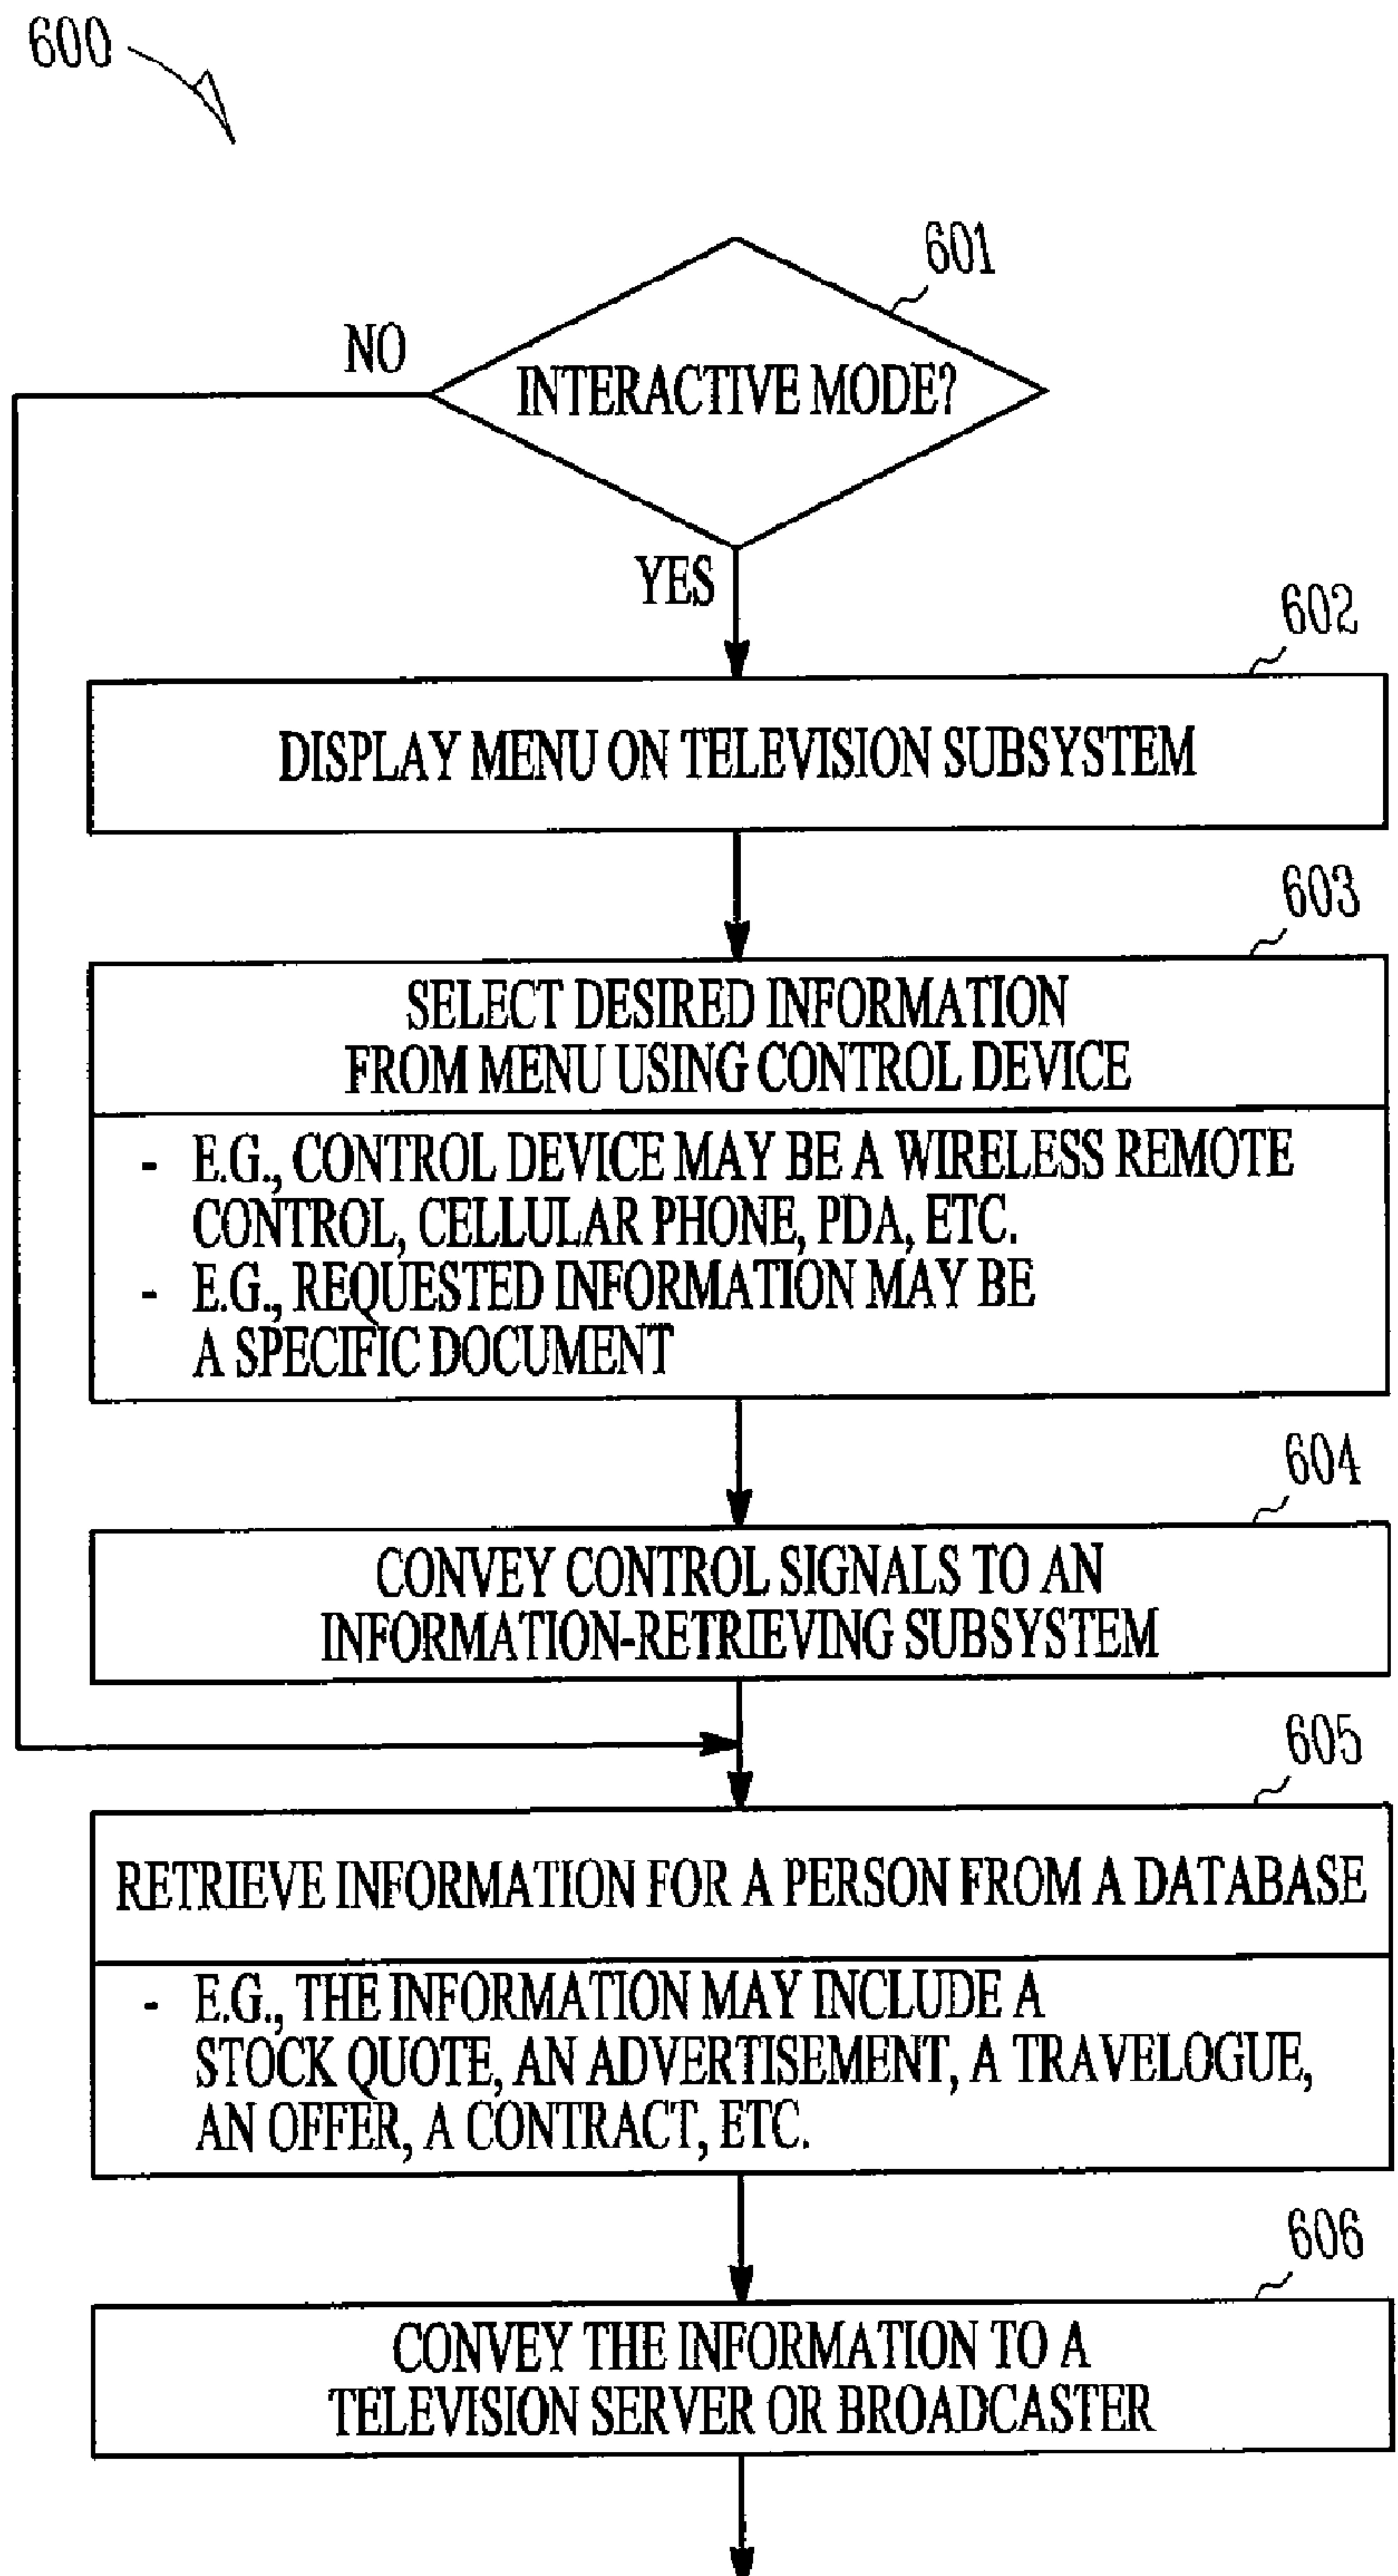 600
601
NO
INTERACTIVE MODE?
YES
602
DISPLAY MENU ON TELEVISION SUBSYSTEM
603
SELECT DESIRED INFORMATION
FROM MENU USING CONTROL DEVICE
- E.G., CONTROL DEVICE MAY BE A WIRELESS REMOTE
CONTROL, CELLULAR PHONE, PDA, ETC.
- E.G., REQUESTED INFORMATION MAY BE
A SPECIFIC DOCUMENT
604
CONVEY CONTROL SIGNALS TO AN
INFORMATION-RETRIEVING SUBSYSTEM
605
RETRIEVE INFORMATION FOR A PERSON FROM A DATABASE
- E.G., THE INFORMATION MAY INCLUDE A
STOCK QUOTE, AN ADVERTISEMENT, A TRAVELOGUE,
AN OFFER, A CONTRACT, ETC.
606
CONVEY THE INFORMATION TO A
TELEVISION SERVER OR BROADCASTER